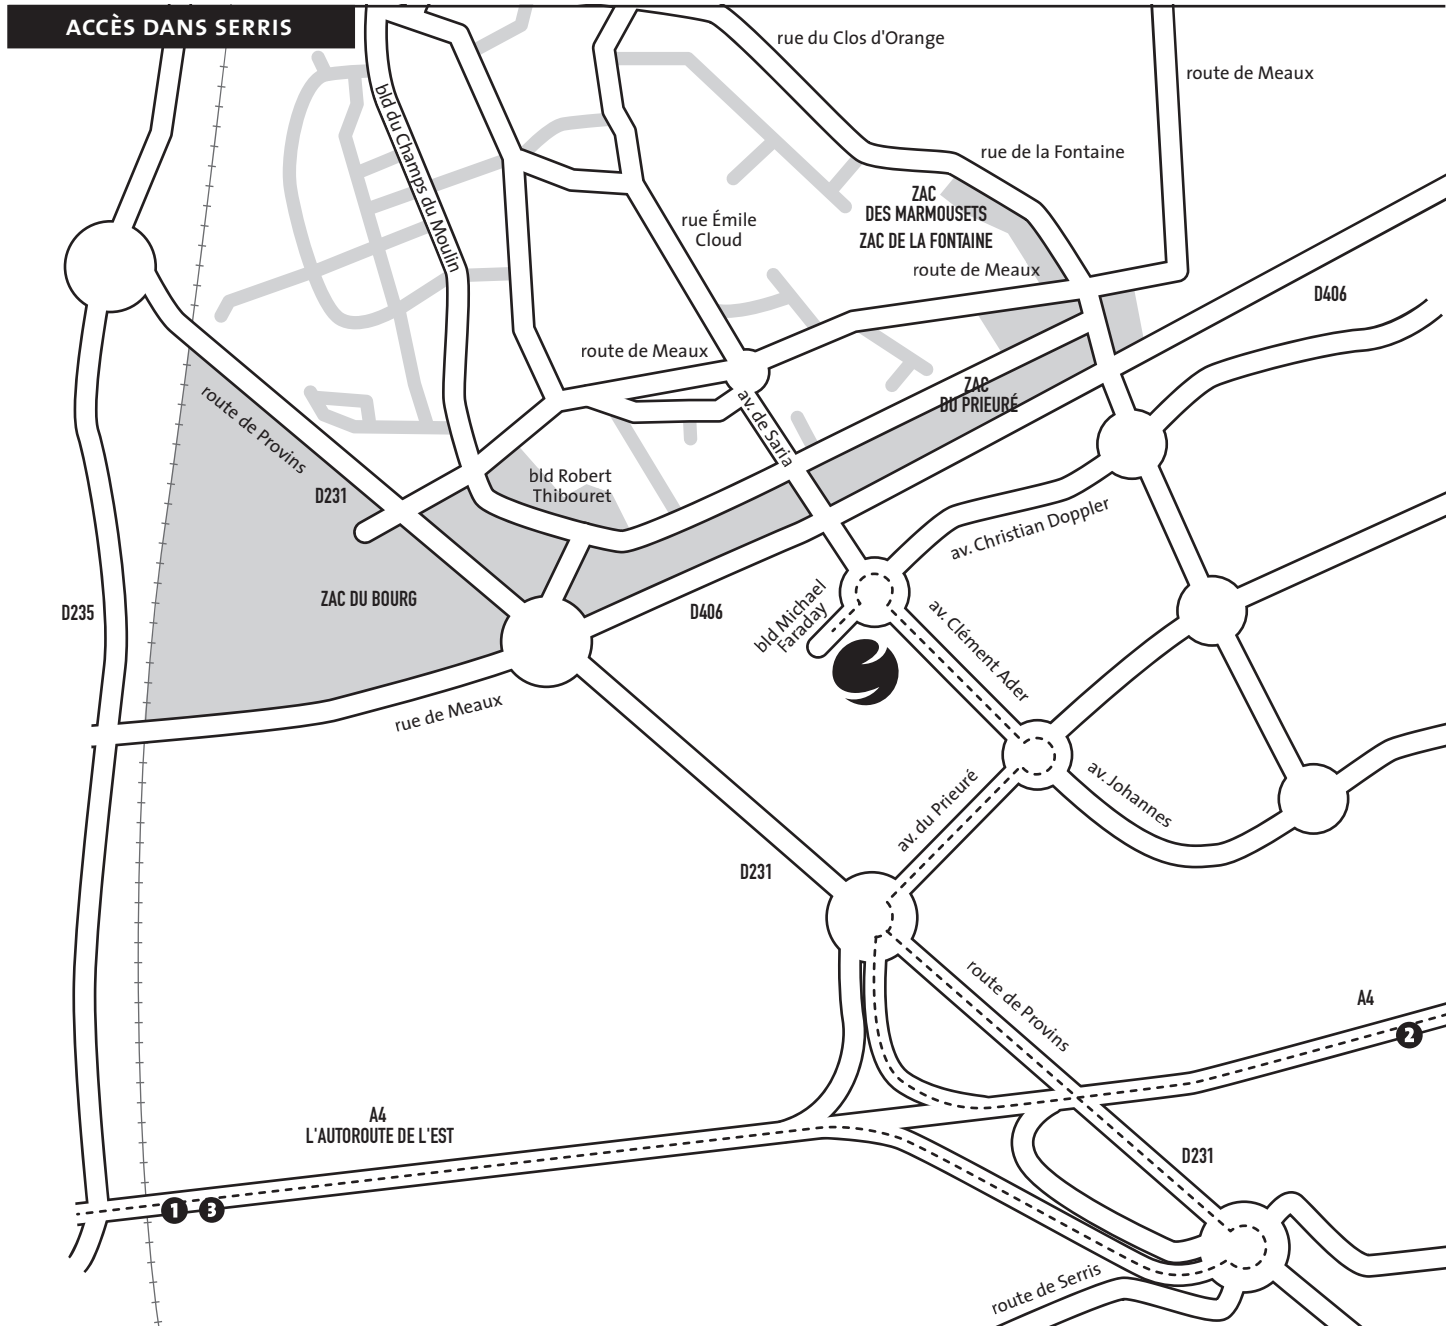 ACCÈS DANS SERRIS
rue du Clos d'Orange
route de Meaux
bld du Champs du Moulin
rue de la Fontaine
ZAC
DES MARMOUSETS
ZAC DE LA FONTAINE
rue Émile
Cloud
route de Meaux
D406
route de Meaux
route de Provins
av. de Saria
ZAC
DU PRIEURÉ
D231
bld Robert
Thibouret
av. Christian Doppler
ZAC DU BOURG
D235
D406
bld Michael
Faraday
av. Clément Ader
rue de Meaux
av. Johannes
av. du Prieuré
D231
route de Provins
A4
2
A4
L'AUTOROUTE DE L'EST
D231
1 3
route de Serris